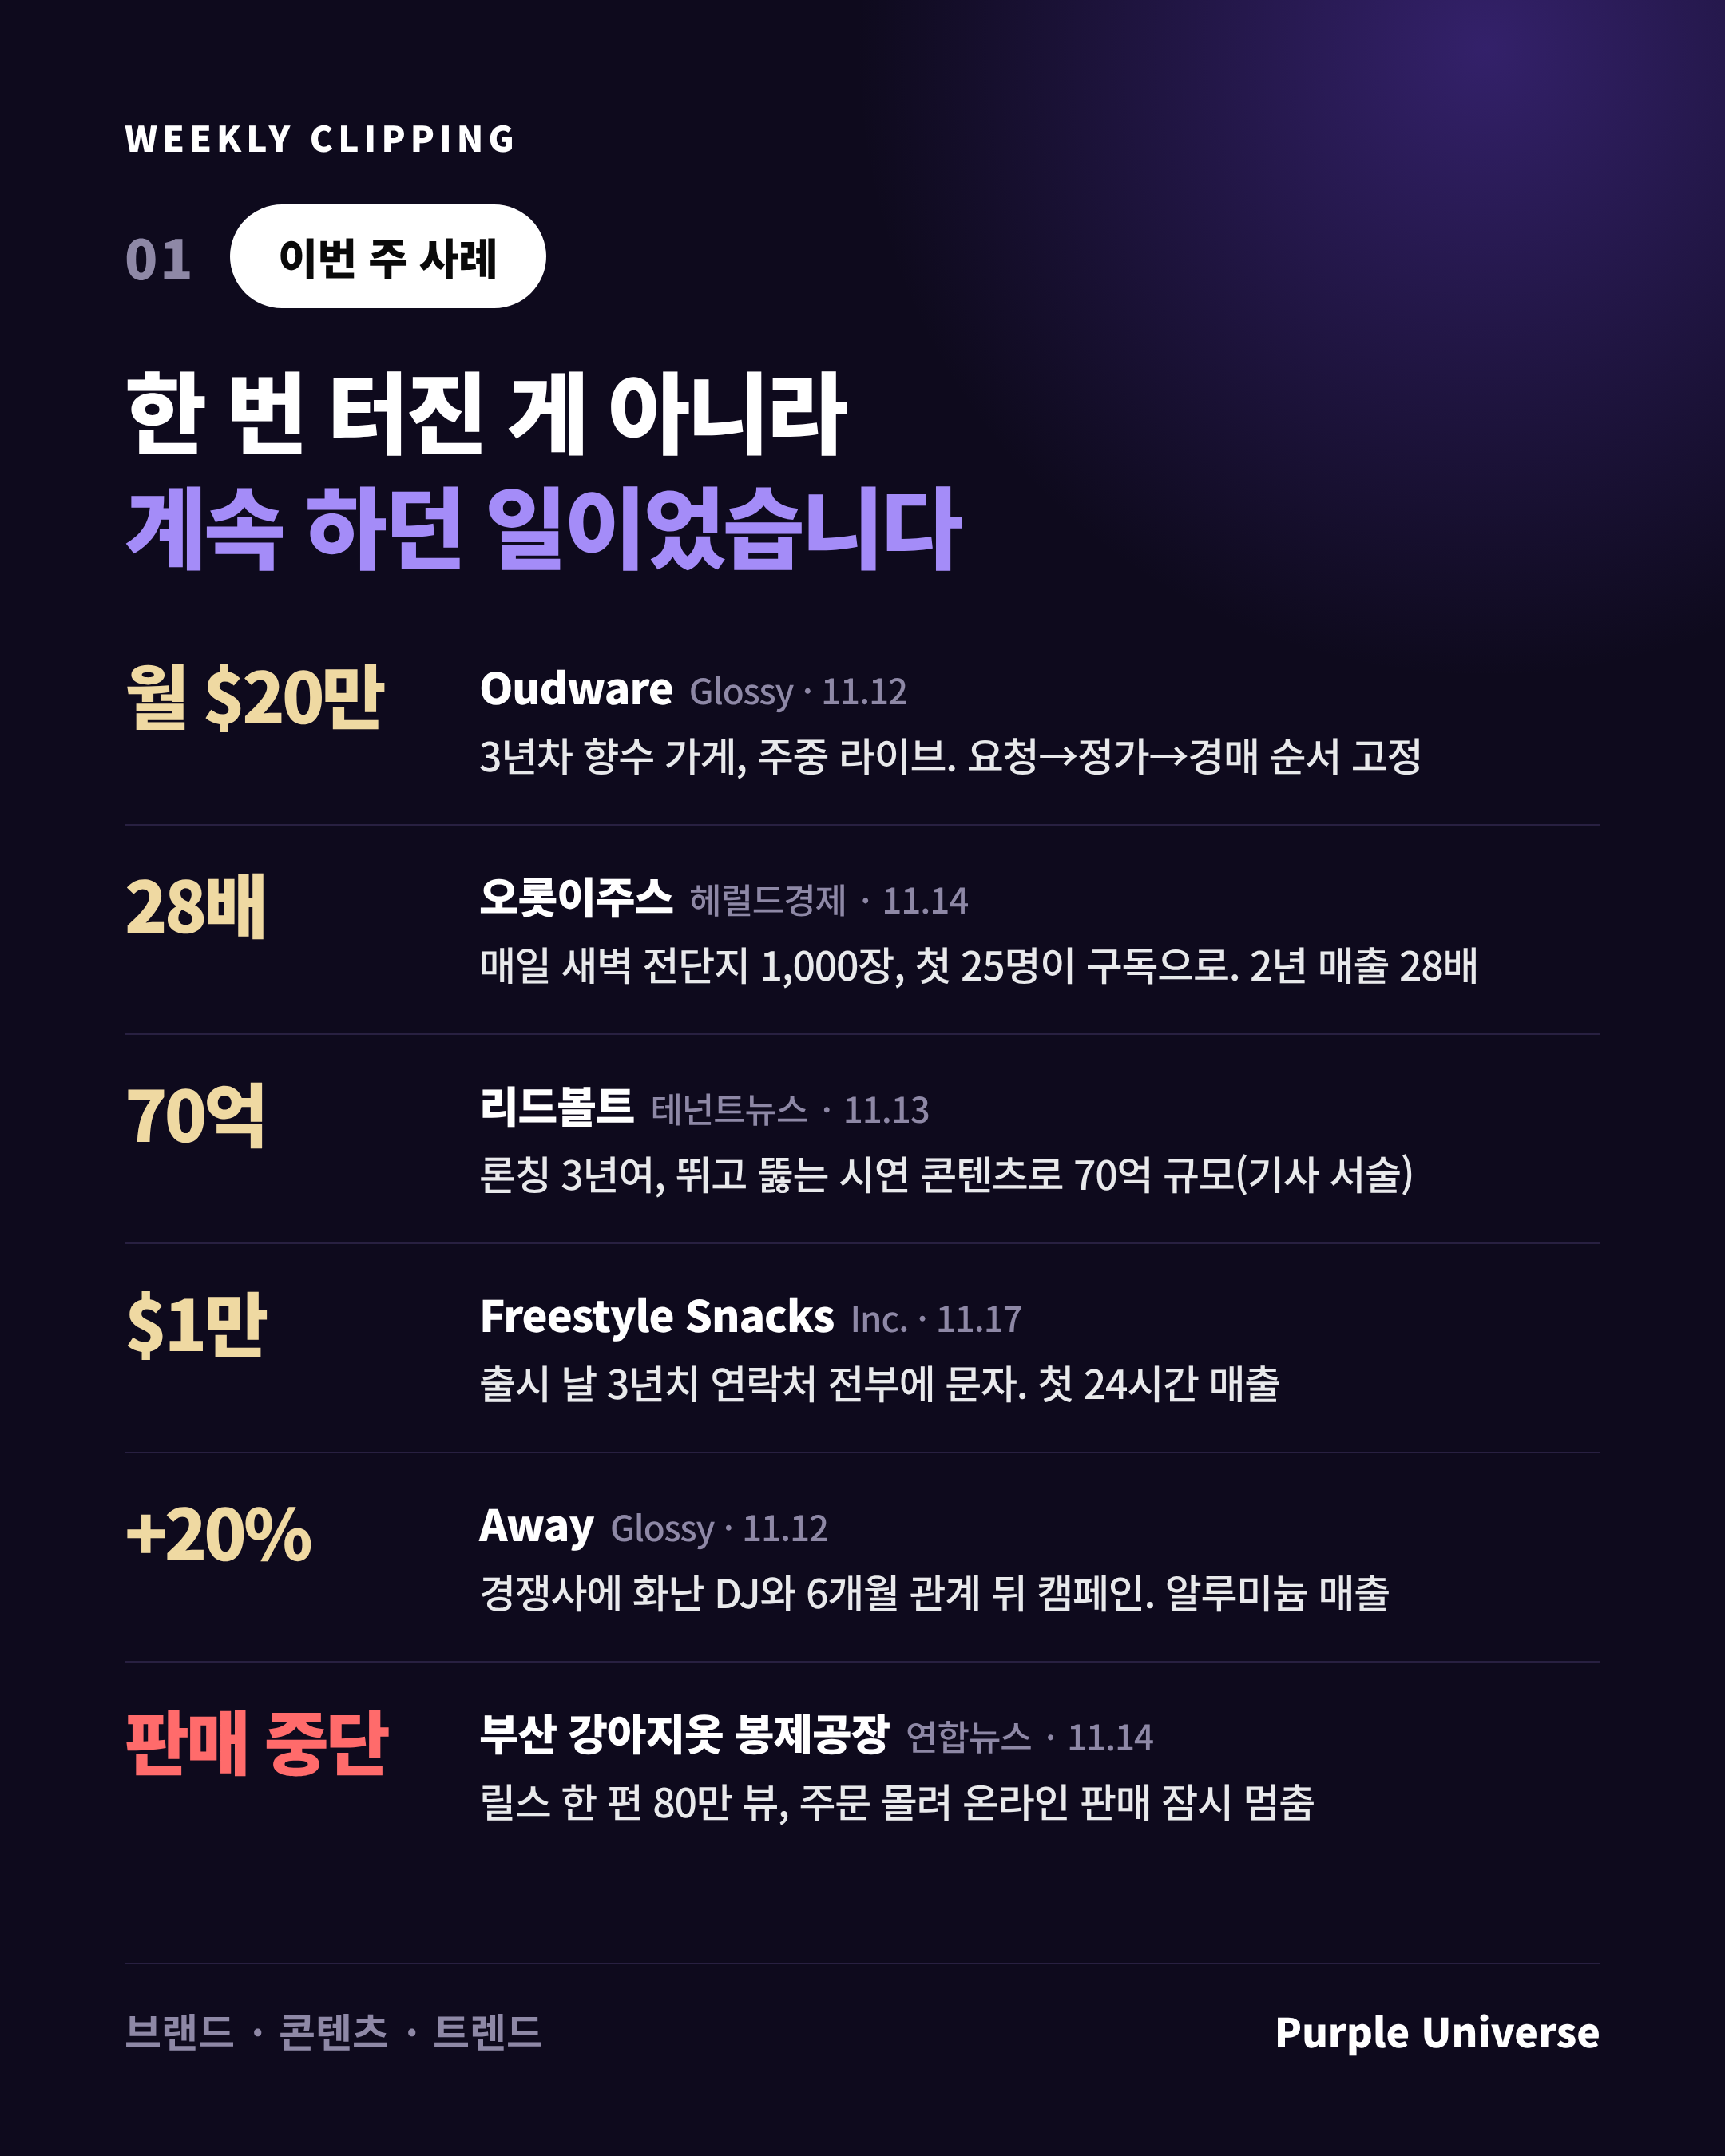 WEEKLY CLIPPING
01 이번 주 사례
한 번 터진 게 아니라
계속 하던 일이었습니다
월 $20만
Oudware Glossy · 11.12
3년차 향수 가게, 주중 라이브. 요청→정가→경매 순서 고정
28배
오롯이주스 헤럴드경제 · 11.14
매일 새벽 전단지 1,000장, 첫 25명이 구독으로. 2년 매출 28배
70억
리드볼트 테넌트뉴스 · 11.13
론칭 3년여, 뛰고 뚫는 시연 콘텐츠로 70억 규모(기사 서술)
$1만
Freestyle Snacks Inc. · 11.17
출시 날 3년치 연락처 전부에 문자. 첫 24시간 매출
+20%
Away Glossy · 11.12
경쟁사에 화난 DJ와 6개월 관계 뒤 캠페인. 알루미늄 매출
판매 중단
부산 강아지옷 봉제공장 연합뉴스 · 11.14
릴스 한 편 80만 뷰, 주문 몰려 온라인 판매 잠시 멈춤
브랜드 · 콘텐츠 · 트렌드
Purple Universe